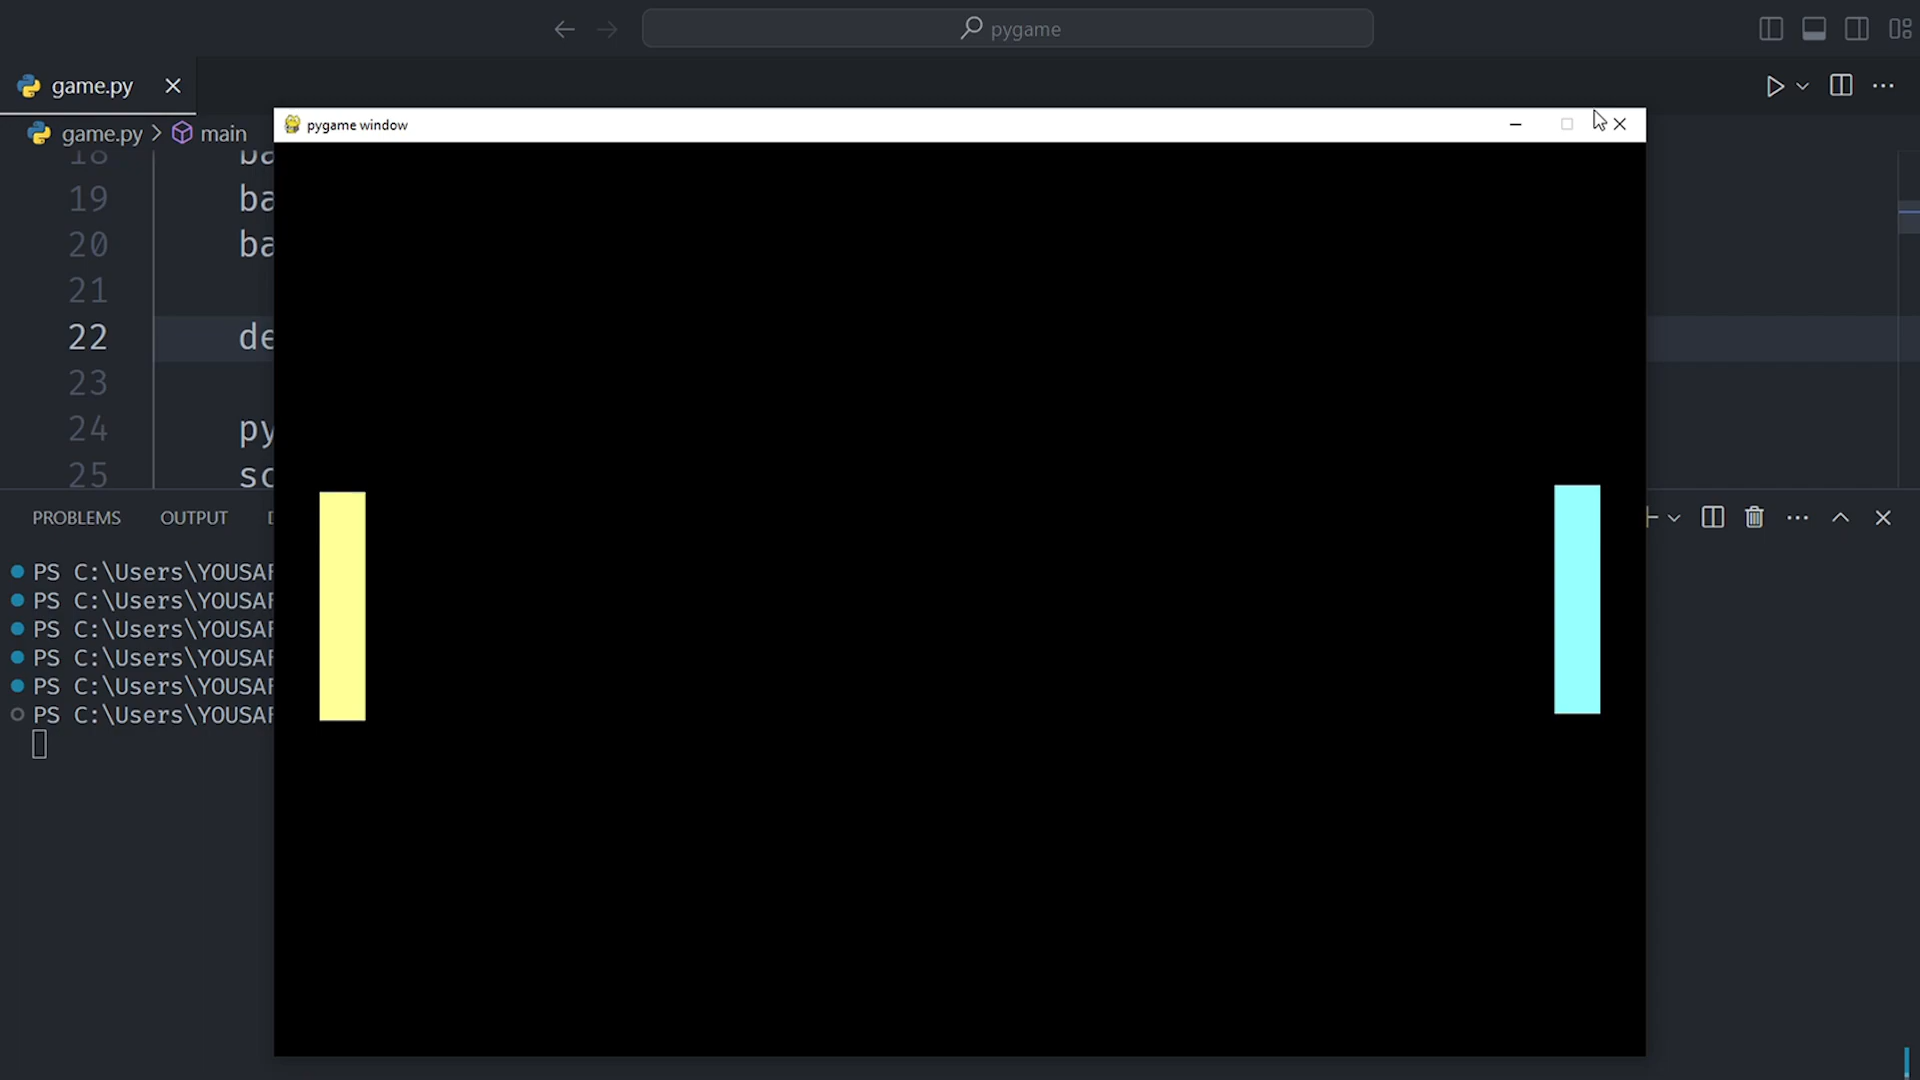 pygame
game.py
game.py > main
pygame window
18 ba
19 ba
20 ba
21
22 de
23
24 py
25 sc
PROBLEMS OUTPUT
PS C:\Users\YOUSAF
PS C:\Users\YOUSAF
PS C:\Users\YOUSAF
PS C:\Users\YOUSAF
PS C:\Users\YOUSAF
PS C:\Users\YOUSAF